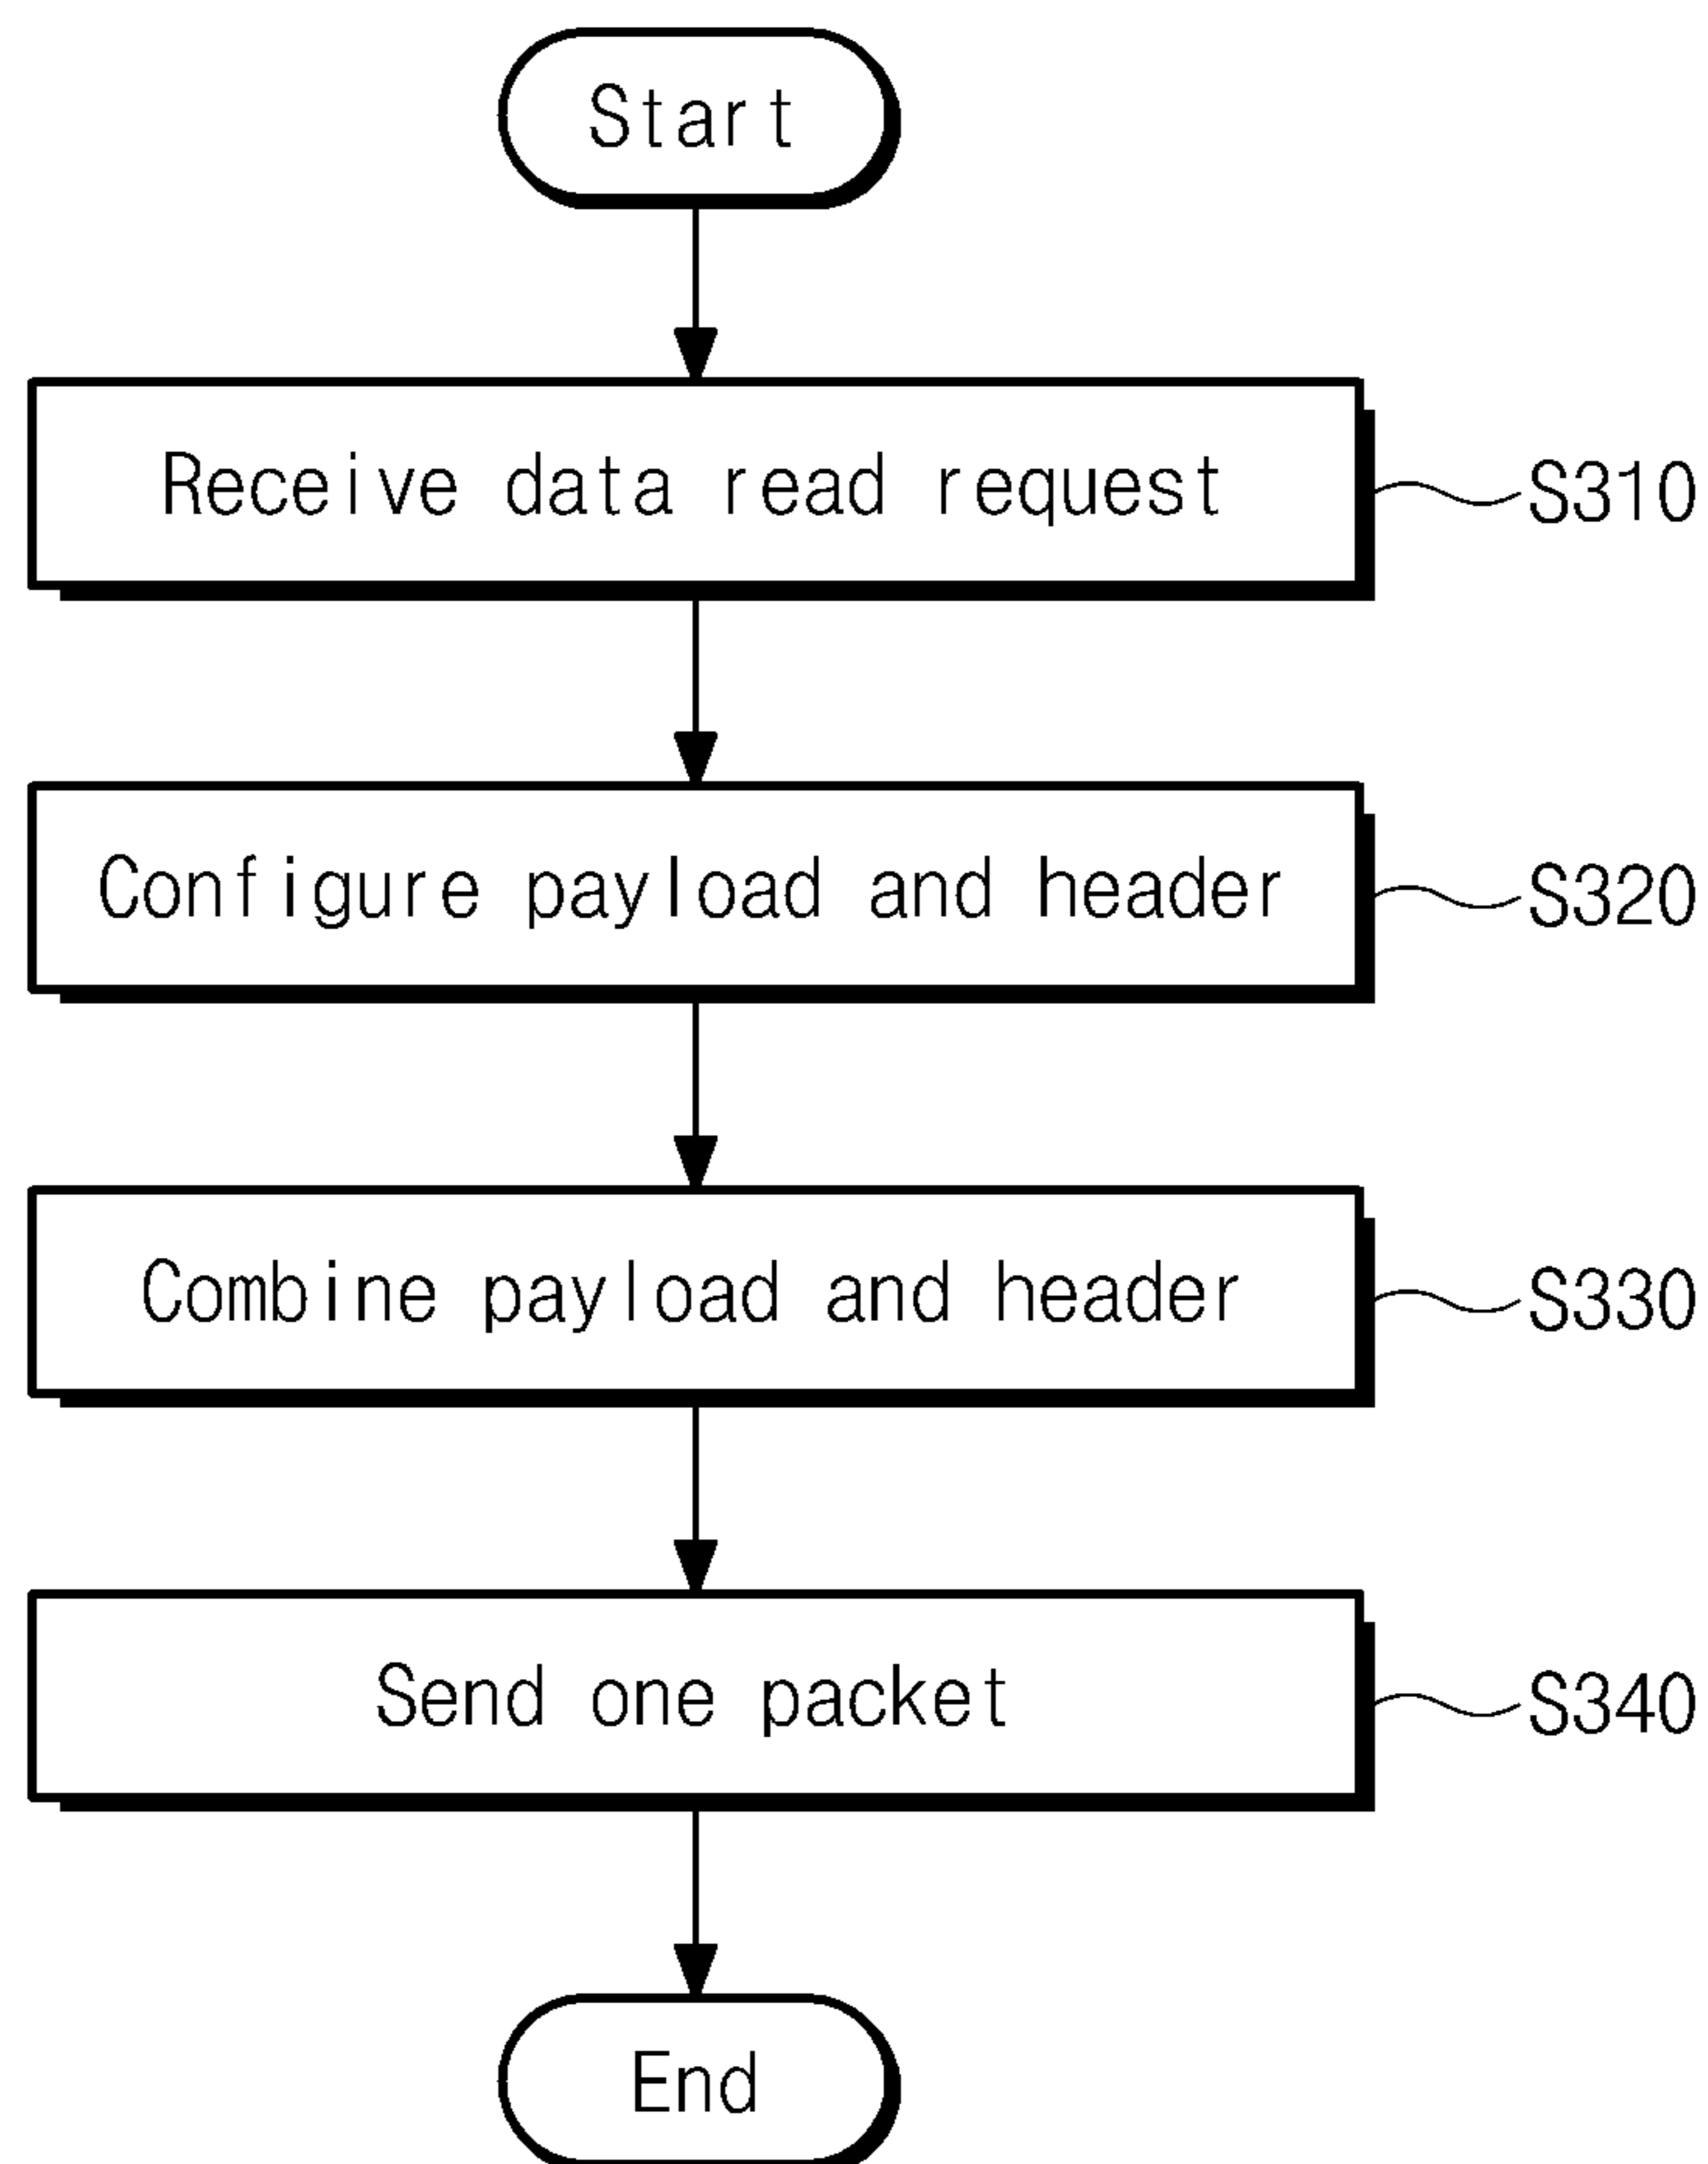 Start
Receive data read request
S310
Configure payload and header
S320
Combine payload and header
S330
Send one packet
S340
End